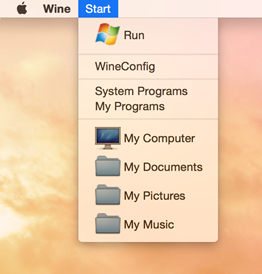 Wine Start
Run
WineConfig
System Programs
My Programs
My Computer
My Documents
My Pictures
My Music